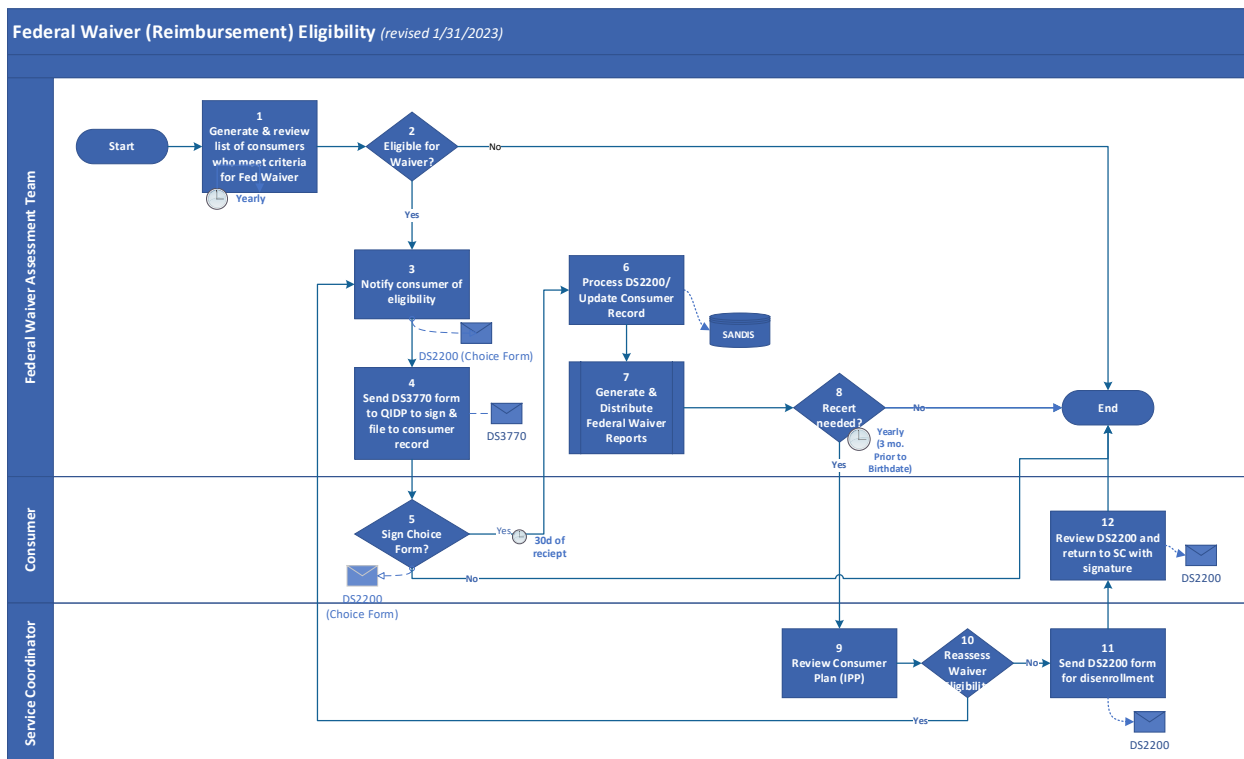 Federal Waiver (Reimbursement) Eligibility (revised 1/31/2023)
Federal Waiver Assessment Team
Start
1
Generate & review
list of consumers
who meet criteria
for Fed Waiver
Yearly
2
Eligible for
Waiver?
No
Yes
3
Notify consumer of
eligibility
DS2200 (Choice Form)
4
Send DS3770 form
to QIDP to sign &
file to consumer
record
DS3770
6
Process DS2200/
Update Consumer
Record
SANDIS
7
Generate &
Distribute
Federal Waiver
Reports
8
Recert
needed?
No
Yearly
(3 mo.
Prior to
Birthdate)
Yes
End
Consumer
5
Sign Choice
Form?
Yes
30d of
reciept
No
DS2200
(Choice Form)
12
Review DS2200 and
return to SC with
signature
DS2200
Service Coordinator
9
Review Consumer
Plan (IPP)
10
Reassess
Waiver
No
Yes
11
Send DS2200 form
for disenrollment
DS2200